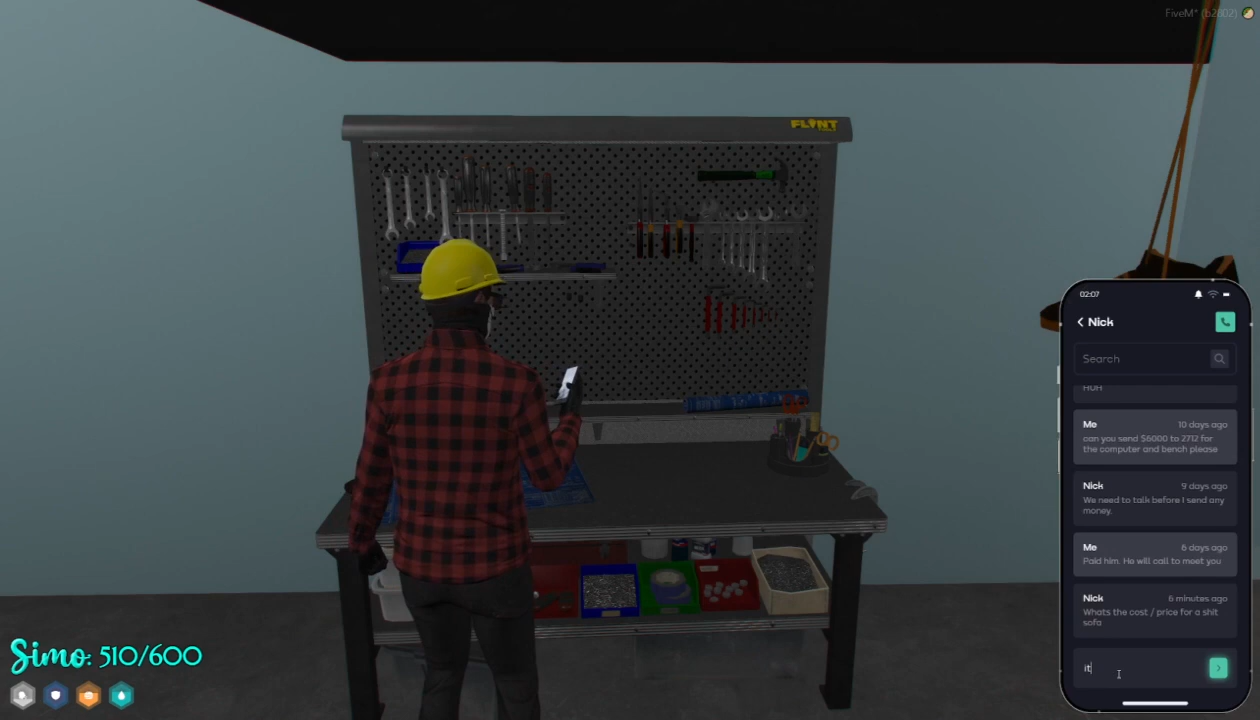 FiveM* (b2802)
FLINT
02:07
Nick
Search
HUH
Me 10 days ago
can you send $6000 to 2712 for
the computer and bench please
Nick 9 days ago
We need to talk before I send any
money.
Me 6 days ago
Paid him. He will call to meet you
Nick 6 minutes ago
Whats the cost / price for a shit
sofa
it
Simo: 510/600